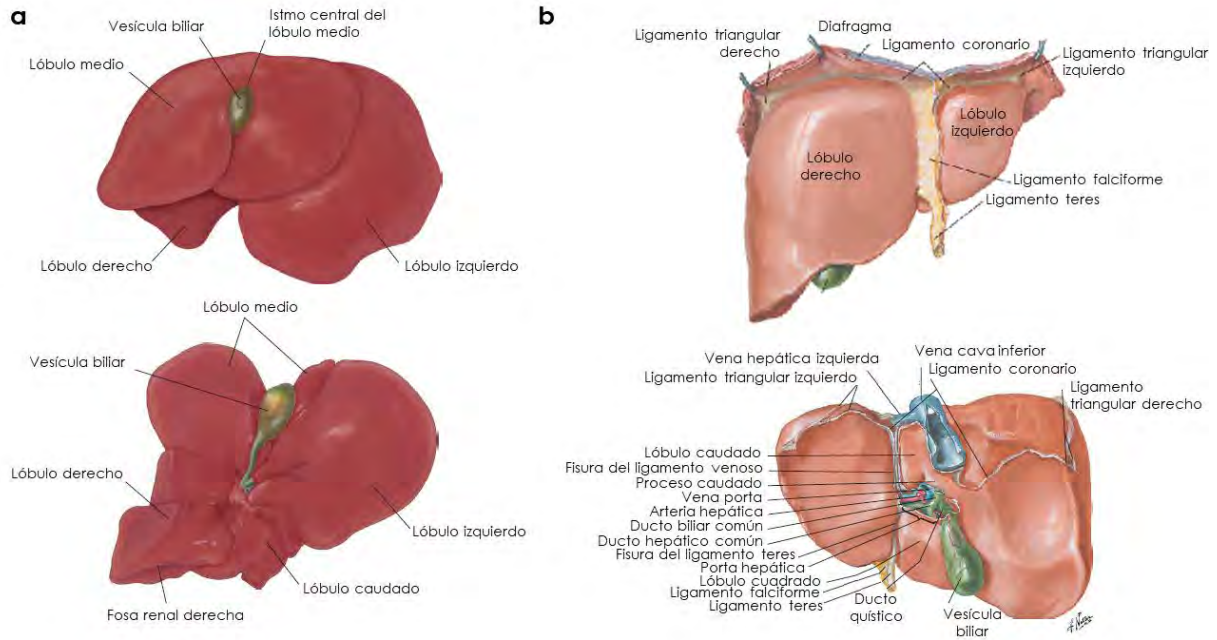 a
Vesícula biliar
Istmo central del
lóbulo medio
Lóbulo medio
Lóbulo derecho
Lóbulo izquierdo
Lóbulo medio
Vesícula biliar
Lóbulo derecho
Lóbulo izquierdo
Lóbulo caudado
Fosa renal derecha
b
Ligamento triangular
derecho
Diafragma
Ligamento coronario
Ligamento triangular
izquierdo
Lóbulo
izquierdo
Lóbulo
derecho
Ligamento falciforme
Ligamento teres
Vena hepática izquierda
Ligamento triangular izquierdo
Vena cava inferior
Ligamento coronario
Ligamento
triangular derecho
Lóbulo caudado
Fisura del ligamento venoso
Proceso caudado
Vena porta
Arteria hepática
Ducto biliar común
Ducto hepático común
Fisura del ligamento teres
Porta hepática
Lóbulo cuadrado
Ligamento falciforme
Ligamento teres
Ducto
quístico
Vesícula
biliar